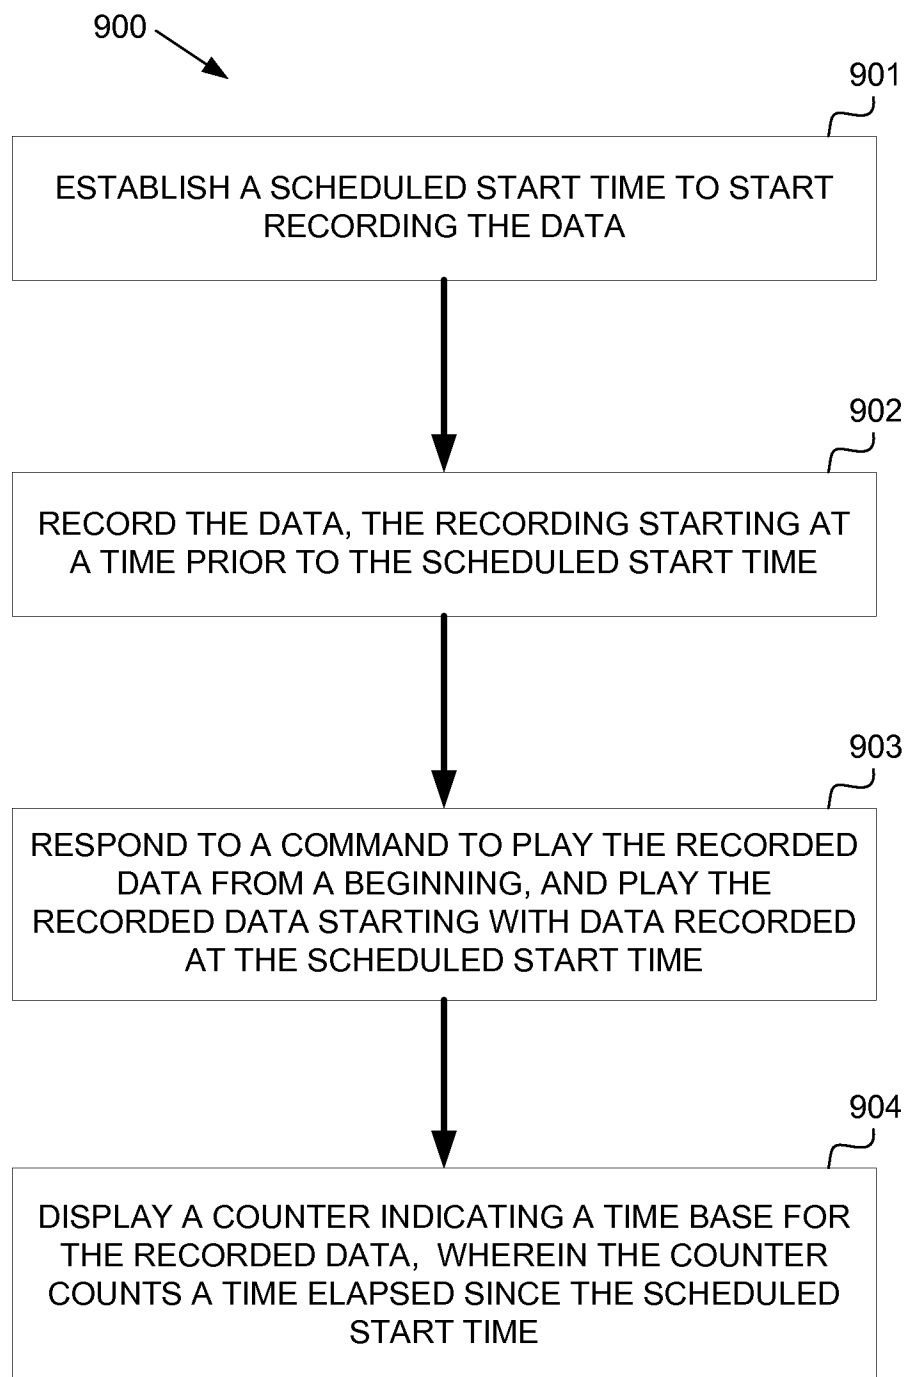 900
901
ESTABLISH A SCHEDULED START TIME TO START
RECORDING THE DATA
902
RECORD THE DATA, THE RECORDING STARTING AT
A TIME PRIOR TO THE SCHEDULED START TIME
903
RESPOND TO A COMMAND TO PLAY THE RECORDED
DATA FROM A BEGINNING, AND PLAY THE
RECORDED DATA STARTING WITH DATA RECORDED
AT THE SCHEDULED START TIME
904
DISPLAY A COUNTER INDICATING A TIME BASE FOR
THE RECORDED DATA, WHEREIN THE COUNTER
COUNTS A TIME ELAPSED SINCE THE SCHEDULED
START TIME